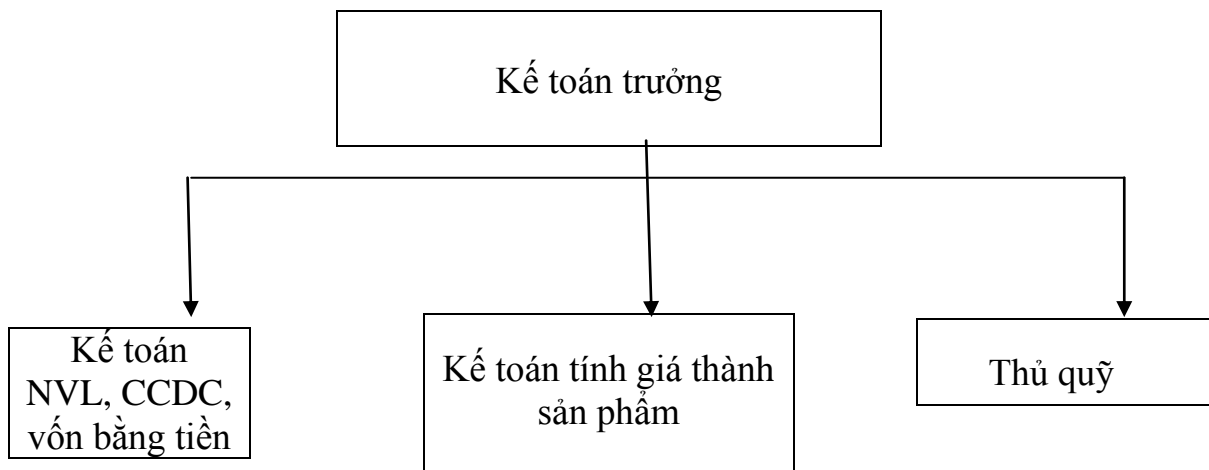 Kế toán trưởng
Kế toán
NVL, CCDC,
vốn bằng tiền
Kế toán tính giá thành
sản phẩm
Thủ quỹ